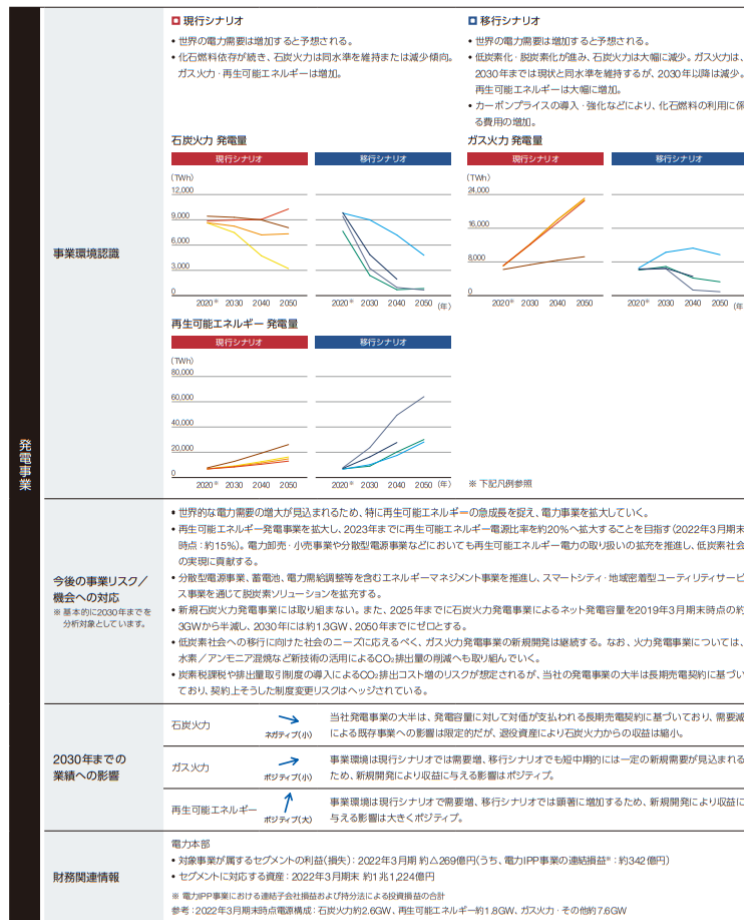 発電事業
事業環境認識
現行シナリオ
• 世界の電力需要は増加すると予想される。
• 化石燃料依存が続き、石炭火力は同水準を維持または減少傾向。
ガス火力・再生可能エネルギーは増加。
移行シナリオ
• 世界の電力需要は増加すると予想される。
• 低炭素化・脱炭素化が進み、石炭火力は大幅に減少。ガス火力は、
2030年までは現状と同水準を維持するが、2030年以降は減少。
再生可能エネルギーは大幅に増加。
• カーボンプライスの導入・強化などにより、化石燃料の利用に係
る費用の増加。
石炭火力 発電量
現行シナリオ
移行シナリオ
(TWh)
12,000
9,000
6,000
3,000
0
2020※ 2030 2040 2050
2020※ 2030 2040 2050 (年)
ガス火力 発電量
現行シナリオ
移行シナリオ
(TWh)
24,000
16,000
8,000
0
2020※ 2030 2040 2050
2020※ 2030 2040 2050 (年
再生可能エネルギー 発電量
現行シナリオ
移行シナリオ
(TWh)
80,000
60,000
40,000
20,000
0
2020※ 2030 2040 2050
2020※ 2030 2040 2050 (年)
※ 下記凡例参照
今後の事業リスク／
機会への対応
※ 基本的に2030年までを
分析対象としています。
• 世界的な電力需要の増大が見込まれるため、特に再生可能エネルギーの急成長を捉え、電力事業を拡大していく。
• 再生可能エネルギー発電事業を拡大し、2023年までに再生可能エネルギー電源比率を約20%へ拡大することを目指す（2022年3月期末
時点：約15%）。電力卸売・小売事業や分散型電源事業などにおいても再生可能エネルギー電力の取り扱いの拡充を推進し、低炭素社会
の実現に貢献する。
• 分散型電源事業、蓄電池、電力需給調整等を含むエネルギーマネジメント事業を推進し、スマートシティ・地域密着型ユーティリティサービ
ス事業を通じて脱炭素ソリューションを拡充する。
• 新規石炭火力発電事業には取り組まない。また、2025年までに石炭火力発電事業によるネット発電容量を2019年3月期末時点の約
3GWから半減し、2030年には約1.3GW、2050年までにゼロとする。
• 低炭素社会への移行に向けた社会のニーズに応えるべく、ガス火力発電事業の新規開発は継続する。なお、火力発電事業については、
水素／アンモニア混焼など新技術の活用によるCO₂排出量の削減へも取り組んでいく。
• 炭素税課税や排出量取引制度の導入によるCO₂排出コスト増のリスクが想定されるが、当社の発電事業の大半は長期売電契約に基づい
ており、契約上そうした制度変更リスクはヘッジされている。
2030年までの
業績への影響
石炭火力
ネガティブ(小)
当社発電事業の大半は、発電容量に対して対価が支払われる長期売電契約に基づいており、需要減
による既存事業への影響は限定的だが、退役資産により石炭火力からの収益は縮小。
ガス火力
ポジティブ(小)
事業環境は現行シナリオでは需要増、移行シナリオでも短中期的には一定の新規需要が見込まれる
ため、新規開発により収益に与える影響はポジティブ。
再生可能エネルギー
ポジティブ(大)
事業環境は現行シナリオで需要増、移行シナリオでは顕著に増加するため、新規開発により収益に
与える影響は大きくポジティブ。
財務関連情報
電力本部
• 対象事業が属するセグメントの利益(損失)：2022年3月期 約△269億円(うち、電力IPP事業の連結損益※：約342億円)
• セグメントに対応する資産：2022年3月期末 約1兆1,224億円
※ 電力IPP事業における連結子会社損益および持分法による投資損益の合計
参考：2022年3月期末時点電源構成：石炭火力約2.6GW、再生可能エネルギー約1.8GW、ガス火力・その他約7.6GW